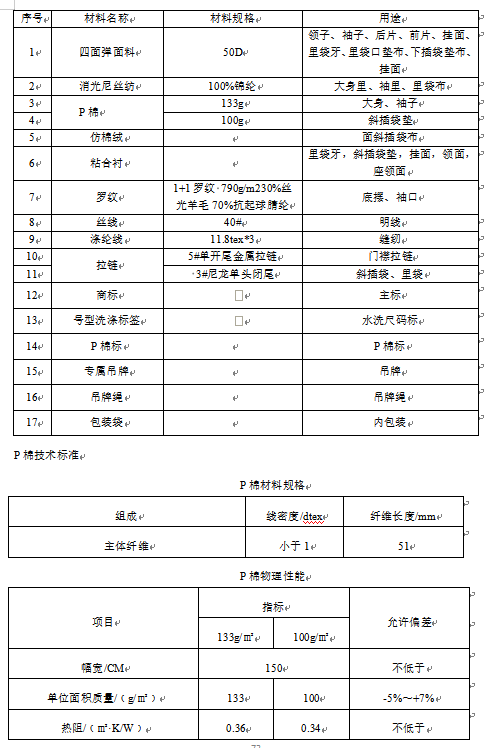 序号 材料名称 材料规格 用途
1 四面弹面料 50D 领子、袖子、后片、前片、挂面、
里袋牙、里袋口垫布、下插袋垫布、
挂面
2 消光尼丝纺 100%锦纶 大身里、袖里、里袋布
3 P 棉 133g 大身、袖子
4 100g 斜插袋垫
5 仿棉绒 面斜插袋布
6 粘合衬 里袋牙，斜插袋垫，挂面，领面，
座领面
7 罗纹 1+1 罗纹·790g/m230%丝
光羊毛 70%抗起球腈纶 底摆、袖口
8 丝线 40# 明线
9 涤纶线 11.8tex*3 缝纫
10 拉链 5#单开尾金属拉链 门襟拉链
11 ·3#尼龙单头闭尾 斜插袋、里袋
12 商标 主标
13 号型洗涤标签 水洗尺码标
14 P 棉标 P 棉标
15 专属吊牌 吊牌
16 吊牌绳 吊牌绳
17 包装袋 内包装
P 棉技术标准
P 棉材料规格
组成 线密度/dtex 纤维长度/mm
主体纤维 小于 1 51
P 棉物理性能
项目 指标 允许偏差
133g/㎡ 100g/㎡
幅宽/CM 150 不低于
单位面积质量/（g/㎡） 133 100 -5%～+7%
热阻/（㎡·K/W） 0.36 0.34 不低于